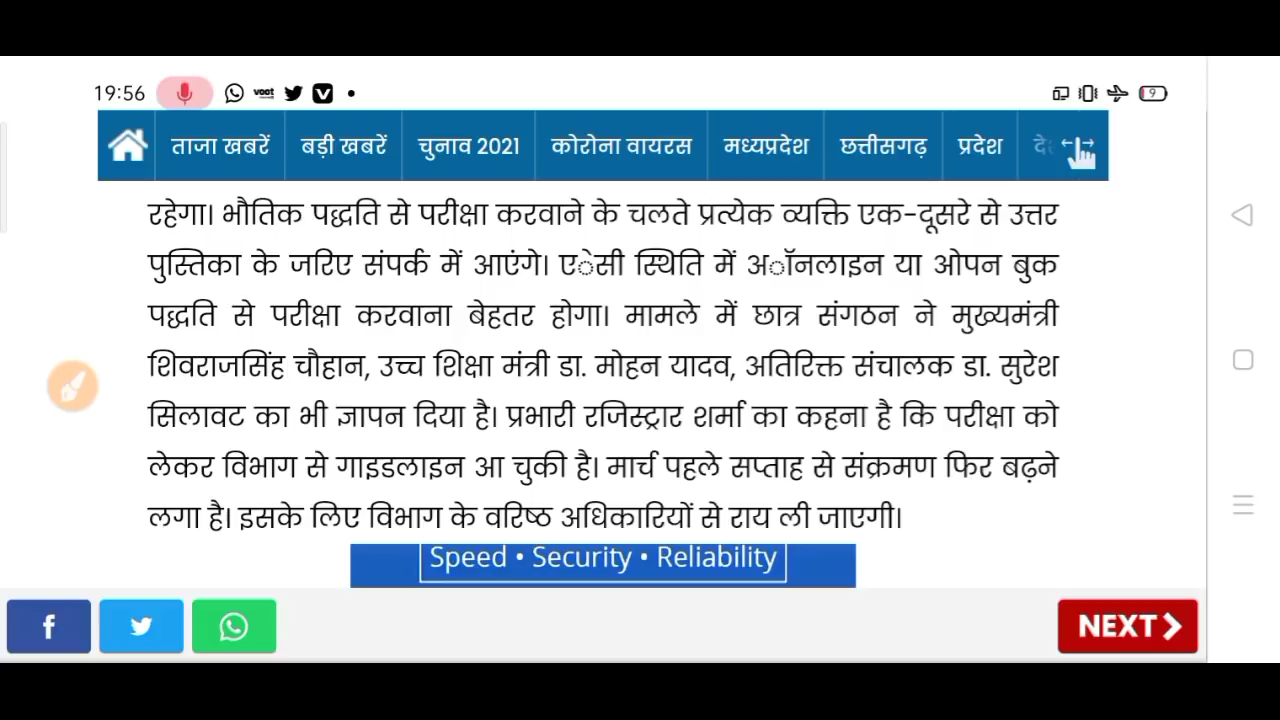 19:56 voot 9
ताजा खबरें बड़ी खबरें चुनाव 2021 कोरोना वायरस मध्यप्रदेश छत्तीसगढ़ प्रदेश
रहेगा। भौतिक पद्धति से परीक्षा करवाने के चलते प्रत्येक व्यक्ति एक-दूसरे से उत्तर
पुस्तिका के जरिए संपर्क में आएंगे। एेसी स्थिति में अॉनलाइन या ओपन बुक
पद्धति से परीक्षा करवाना बेहतर होगा। मामले में छात्र संगठन ने मुख्यमंत्री
शिवराजसिंह चौहान, उच्च शिक्षा मंत्री डा. मोहन यादव, अतिरिक्त संचालक डा. सुरेश
सिलावट का भी ज्ञापन दिया है। प्रभारी रजिस्ट्रार शर्मा का कहना है कि परीक्षा को
लेकर विभाग से गाइडलाइन आ चुकी है। मार्च पहले सप्ताह से संक्रमण फिर बढ़ने
लगा है। इसके लिए विभाग के वरिष्ठ अधिकारियों से राय ली जाएगी।
Speed • Security • Reliability
NEXT